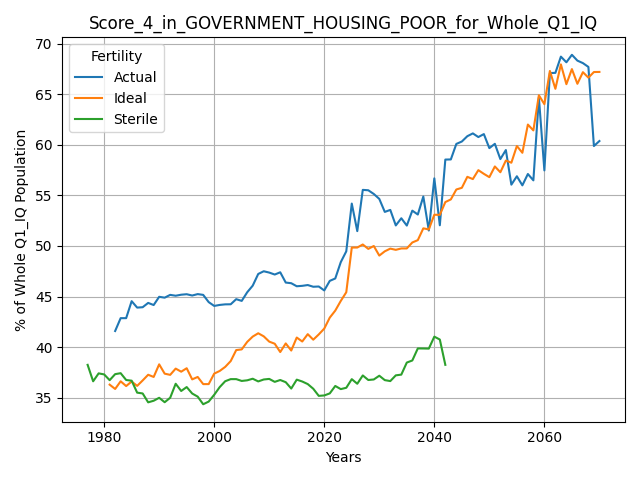 Score_4_in_GOVERNMENT_HOUSING_POOR_for_Whole_Q1_IQ
Fertility
Actual
Ideal
Sterile
% of Whole Q1_IQ Population
70
65
60
55
50
45
40
35
1980
2000
2020
2040
2060
Years